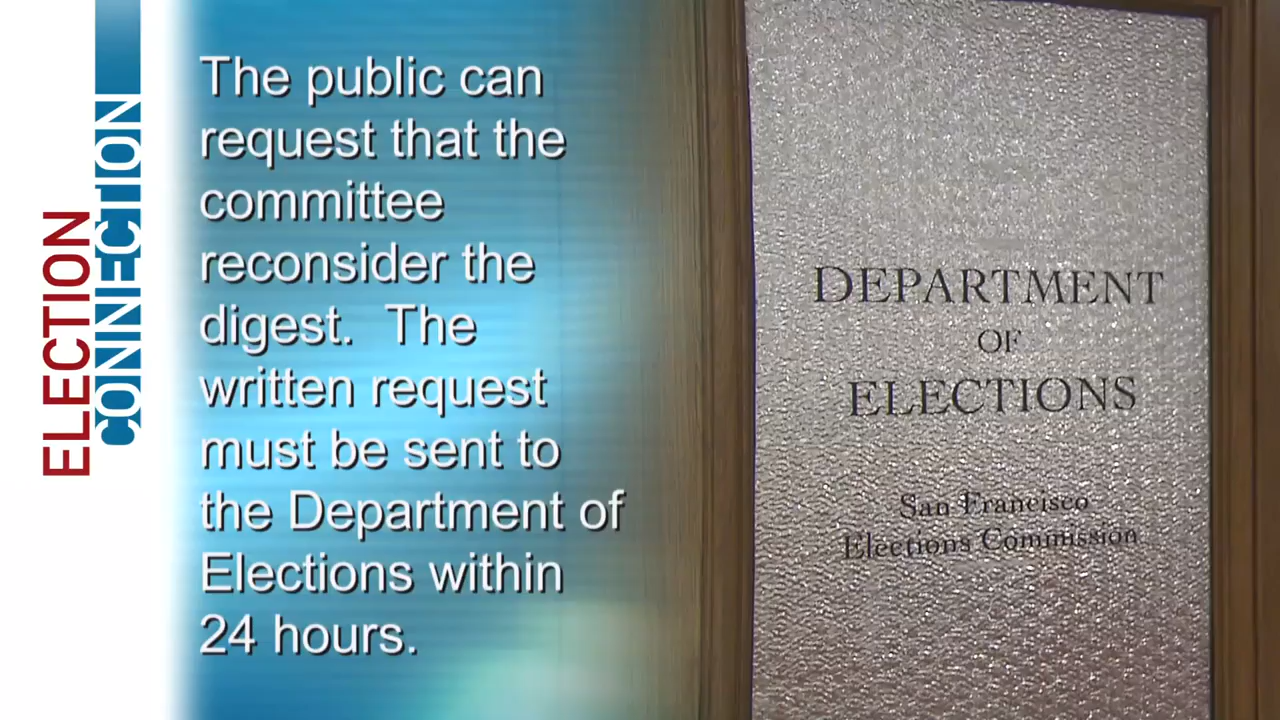 ELECTION
CONNECTION
The public can
request that the
committee
reconsider the
digest. The
written request
must be sent to
the Department of
Elections within
24 hours.
DEPARTMENT
OF
ELECTIONS
San Francisco
Elections Commission